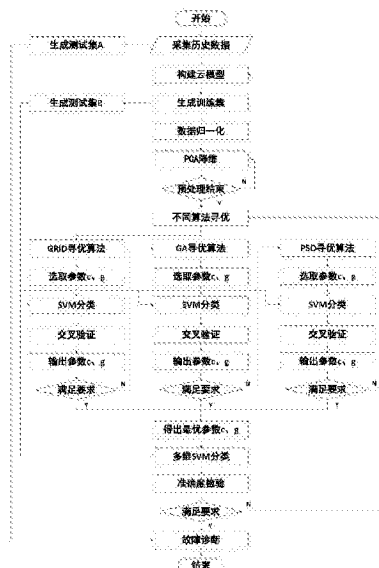 开始
生成测试集A
采集历史数据
构建云模型
生成测试集B
生成训练集
数据归一化
PCA降维
预处理结束
N
Y
不同算法寻优
GRID寻优算法
GA寻优算法
PSO寻优算法
选取参数c、g
选取参数c、g
选取参数c、g
SVM分类
SVM分类
SVM分类
交叉验证
交叉验证
交叉验证
输出参数c、g
输出参数c、g
输出参数c、g
满足要求
N
满足要求
N
满足要求
N
Y
Y
Y
得出最优参数c、g
多级SVM分类
准确度检验
满足要求
N
Y
故障诊断
结束